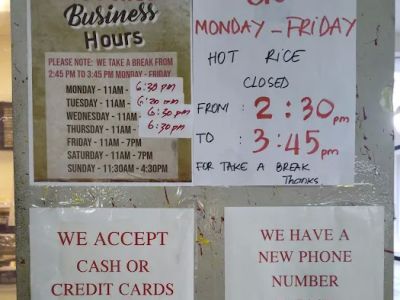 Business
Hours
PLEASE NOTE: WE TAKE A BREAK FROM
2:45 PM TO 3:45 PM MONDAY - FRIDAY
MONDAY - 11AM - 6:30 pm
TUESDAY - 11AM - 6:30 pm
WEDNESDAY - 11AM - 6:30 pm
THURSDAY - 11AM - 6:30 pm
FRIDAY - 11AM - 7PM
SATURDAY - 11AM - 7PM
SUNDAY - 11:30AM - 4:30PM
MONDAY - FRIDAY
HOT RICE
CLOSED
FROM: 2:30 pm
TO : 3:45 pm
FOR TAKE A BREAK
Thanks
WE ACCEPT
CASH OR
CREDIT CARDS
WE HAVE A
NEW PHONE
NUMBER